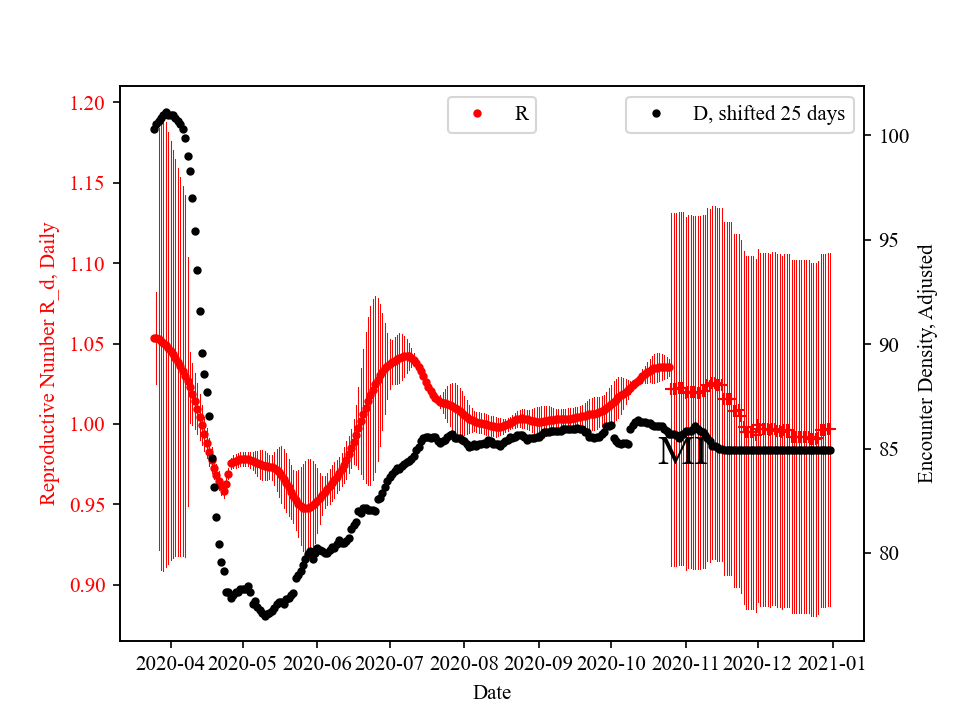 R
D, shifted 25 days
1.20
1.15
1.10
1.05
1.00
0.95
0.90
Reproductive Number R_d, Daily
100
95
90
85
80
Encounter Density, Adjusted
MI
2020-04 2020-05 2020-06 2020-07 2020-08 2020-09 2020-10 2020-11 2020-12 2021-01
Date